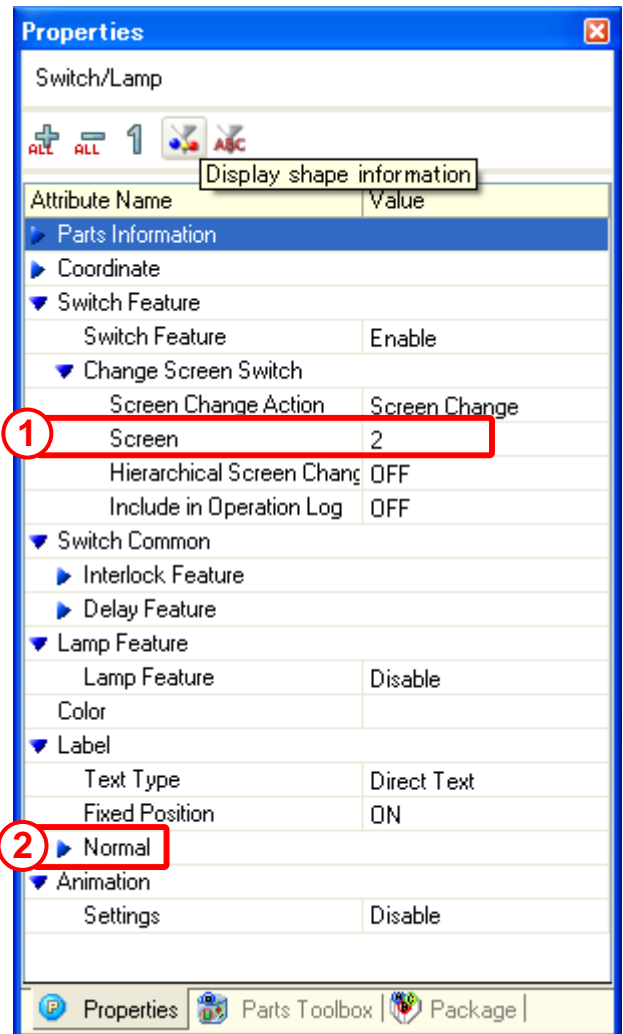 Properties
Switch/Lamp
ALL ALL 1 ABC
Display shape information
Attribute Name Value
Parts Information
Coordinate
Switch Feature
Switch Feature Enable
Change Screen Switch
Screen Change Action Screen Change
1 Screen 2
Hierarchical Screen Chang OFF
Include in Operation Log OFF
Switch Common
Interlock Feature
Delay Feature
Lamp Feature
Lamp Feature Disable
Color
Label
Text Type Direct Text
Fixed Position ON
2 Normal
Animation
Settings Disable
P Properties Parts Toolbox Package